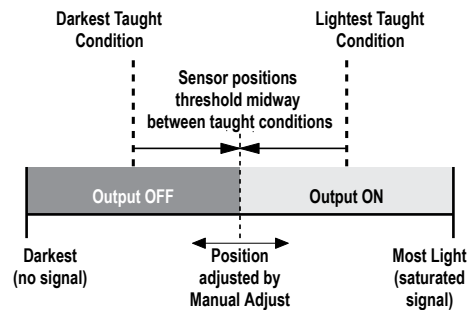 Darkest Taught
Condition
Lightest Taught
Condition
Sensor positions
threshold midway
between taught conditions
Output OFF
Output ON
Darkest
(no signal)
Position
adjusted by
Manual Adjust
Most Light
(saturated
signal)